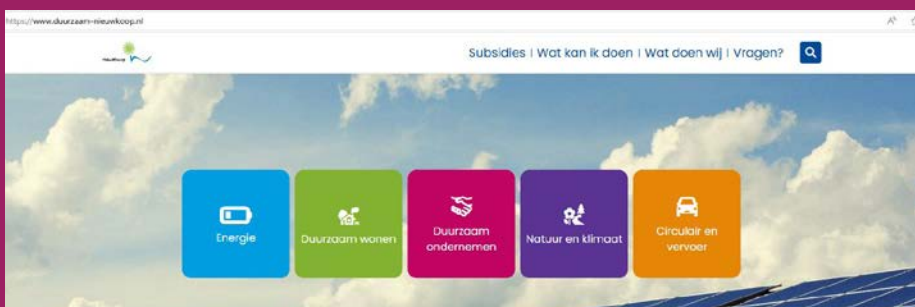 https://www.duurzaam-nieuwkoop.nl
nieuwkoop
Subsidies | Wat kan ik doen | Wat doen wij | Vragen?
Energie
Duurzaam wonen
Duurzaam
ondernemen
Natuur en klimaat
Circulair en
vervoer